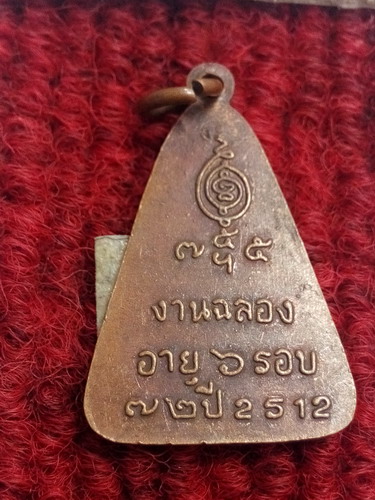 งานฉลอง
อายุ ๖ รอบ
๗๒ ปี 2512